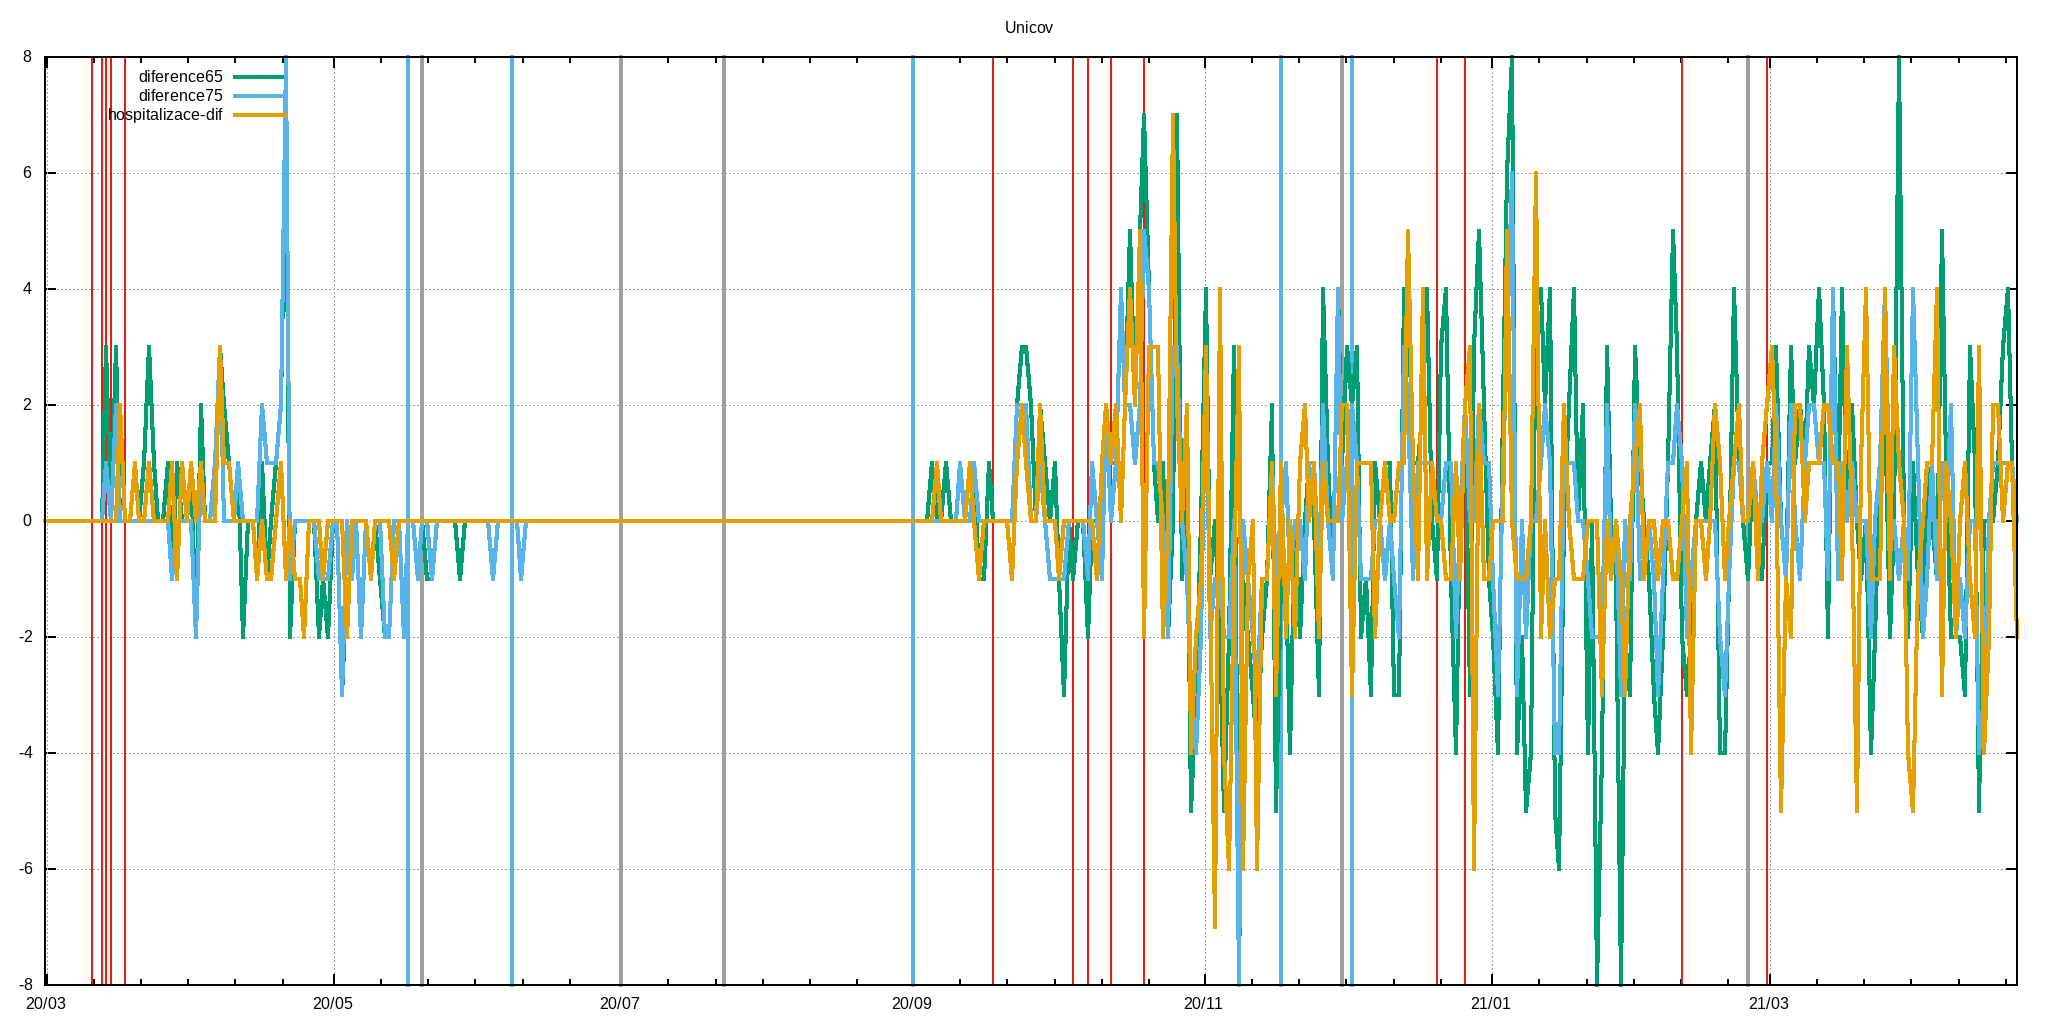 Unicov
8
diference65
diference75
hospitalizace-dif
6
4
2
0
-2
-4
-6
-8
20/03 20/05 20/07 20/09 20/11 21/01 21/03